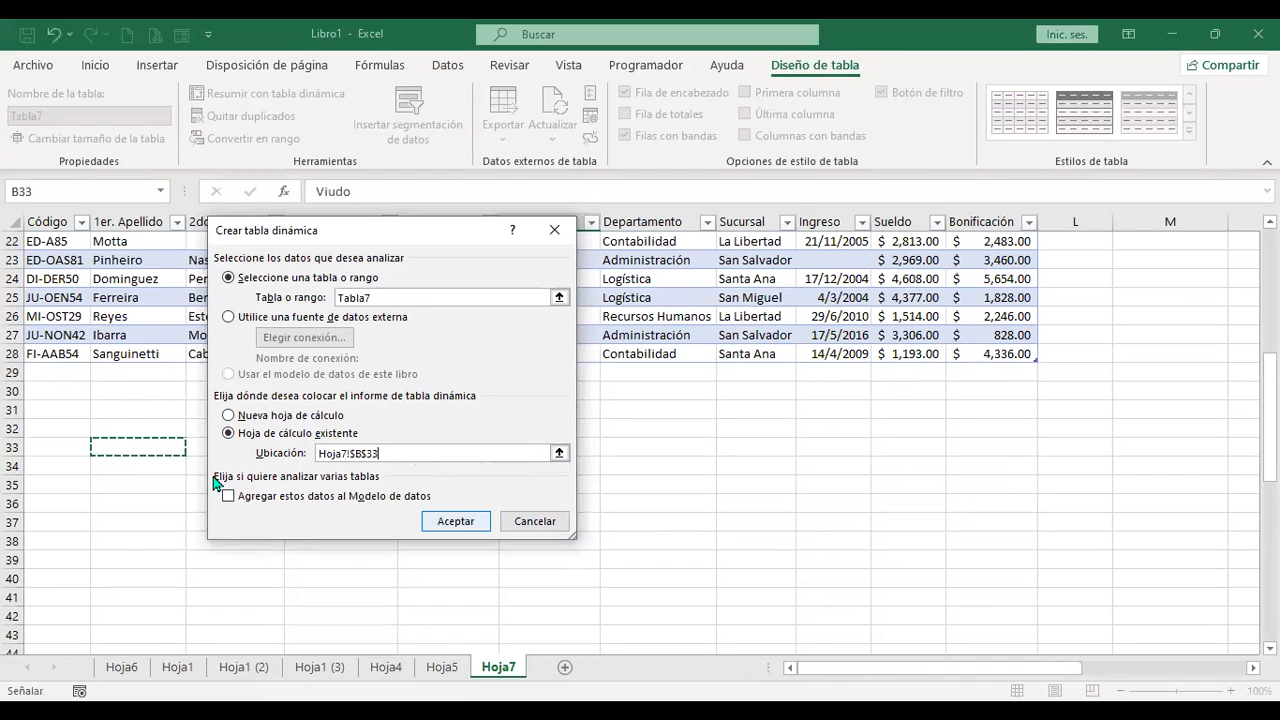 Libro1 - Excel
Buscar
Inic. ses.
Archivo Inicio Insertar Disposición de página Fórmulas Datos Revisar Vista Programador Ayuda Diseño de tabla Compartir
Nombre de la tabla:
Tabla7
Cambiar tamaño de la tabla
Propiedades
Resumir con tabla dinámica
Quitar duplicados
Convertir en rango
segmentación
de datos
Herramientas
Exportar Actualizar
Datos externos de tabla
Fila de encabezado Primera columna Botón de filtro
Fila de totales Última columna
Filas con bandas Columnas con bandas
Opciones de estilo de tabla
Estilos de tabla
B33 fx Viudo
Código 1er. Apellido 2do Departamento Sucursal Ingreso Sueldo Bonificación L M
22 ED-A85 Motta Contabilidad La Libertad 21/11/2005 $ 2,813.00 $ 2,483.00
23 ED-OAS81 Pinheiro Nas Administración San Salvador $ 2,969.00 $ 3,460.00
24 DI-DER50 Dominguez Per Logística Santa Ana 17/12/2004 $ 4,608.00 $ 5,654.00
25 JU-OEN54 Ferreira Ber Logística San Miguel 4/3/2004 $ 4,377.00 $ 1,828.00
26 MI-OST29 Reyes Este Recursos Humanos La Libertad 29/6/2010 $ 1,514.00 $ 2,246.00
27 JU-NON42 Ibarra Mo Administración San Salvador 17/5/2016 $ 3,306.00 $ 828.00
28 FI-AAB54 Sanguinetti Cab Contabilidad Santa Ana 14/4/2009 $ 1,193.00 $ 4,336.00
29
30
31
32
33
34
35
36
37
38
39
40
41
42
43
Crear tabla dinámica ?
Seleccione los datos que desea analizar
Seleccione una tabla o rango
Tabla o rango: Tabla7
Utilice una fuente de datos externa
Elegir conexión...
Nombre de conexión:
Usar el modelo de datos de este libro
Elija dónde desea colocar el informe de tabla dinámica
Nueva hoja de cálculo
Hoja de cálculo existente
Ubicación: Hoja7!$B$33
Elija si quiere analizar varias tablas
Agregar estos datos al Modelo de datos
Aceptar Cancelar
Hoja6 Hoja1 Hoja1 (2) Hoja1 (3) Hoja4 Hoja5 Hoja7
Señalar 100%